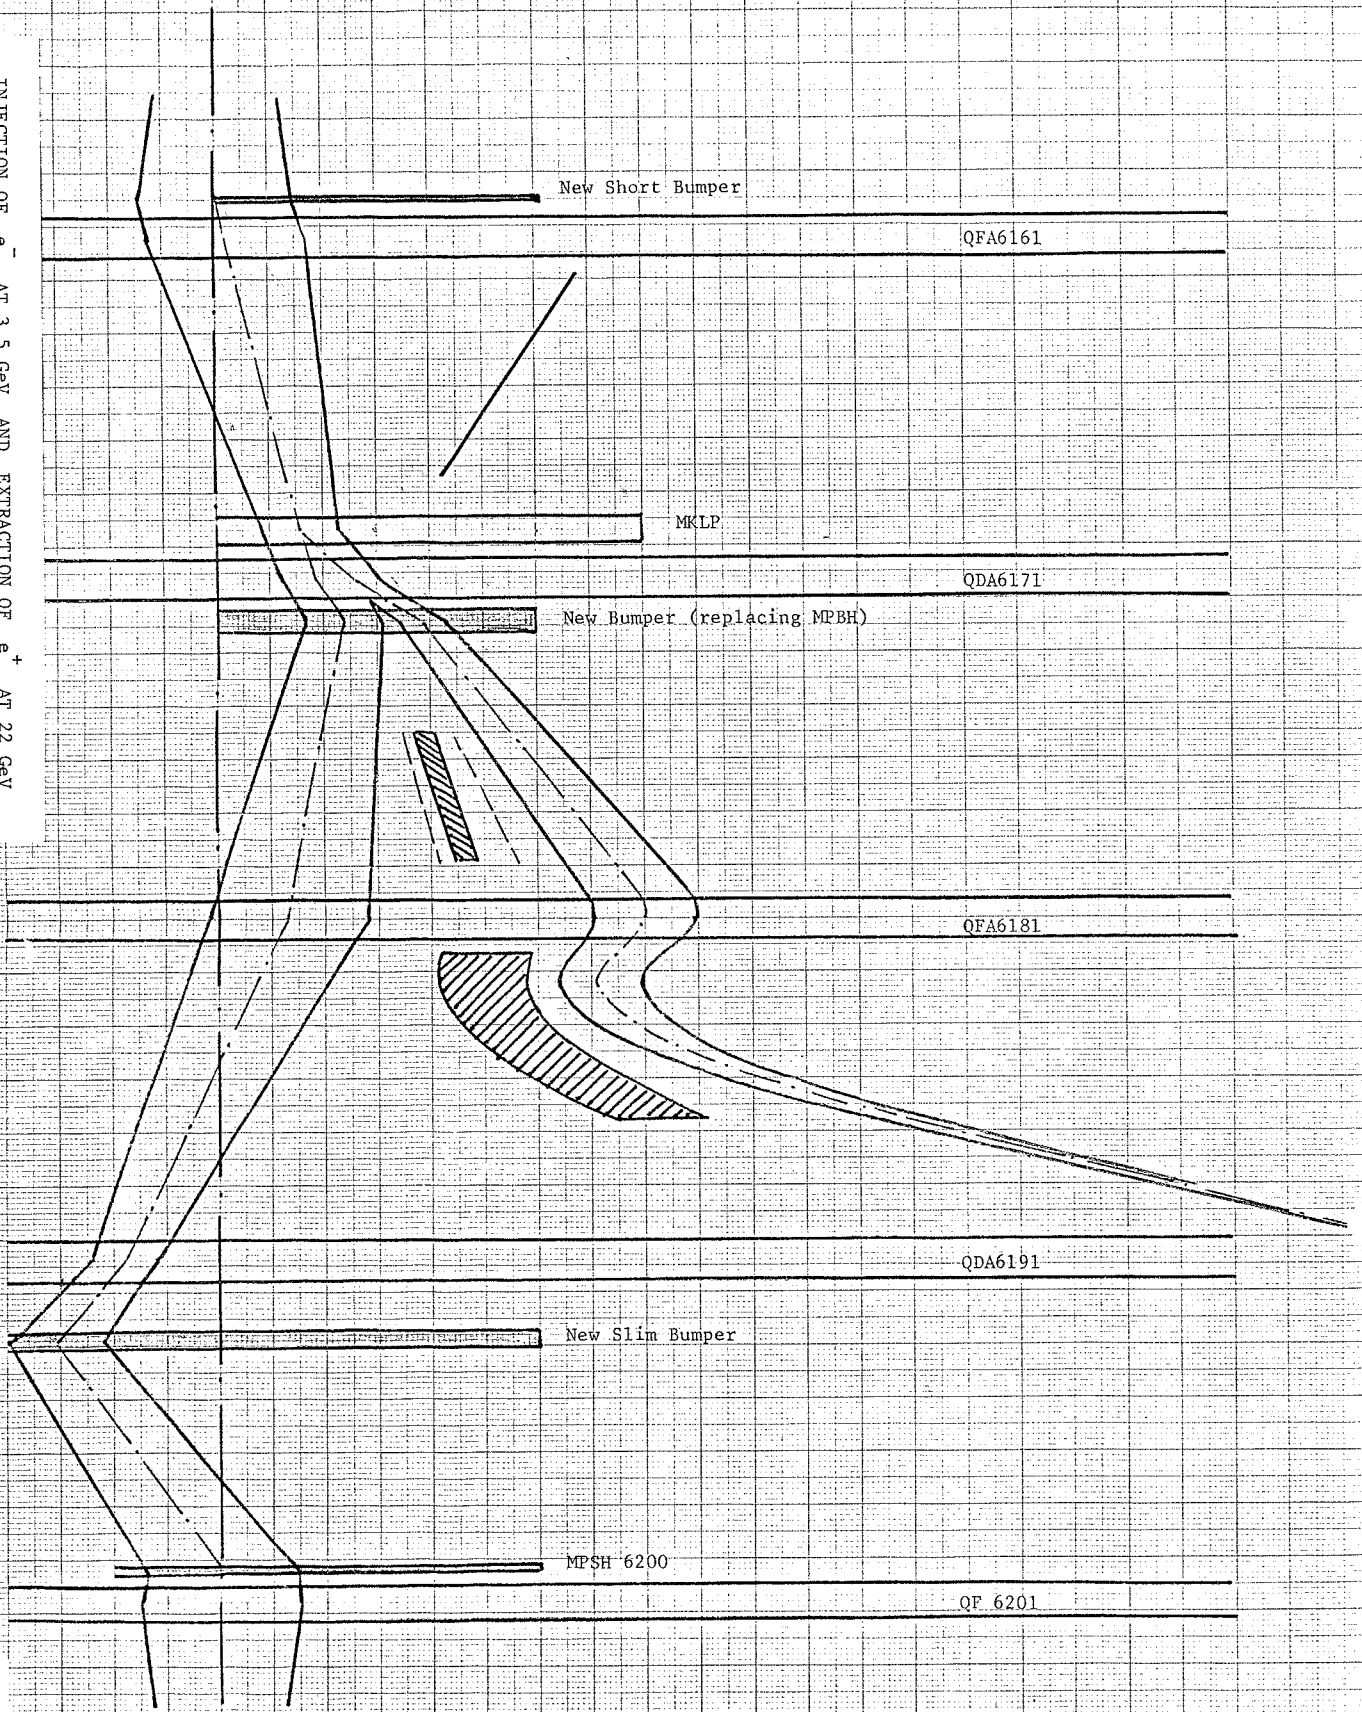 INJECTION OF e⁻ AT 3.5 GeV AND EXTRACTION OF e⁺ AT 22 GeV
New Short Bumper
QFA6161
MKLP
QDA6171
New Bumper (replacing MPBH)
QFA6181
QDA6191
New Slim Bumper
MPSH 6200
QF 6201